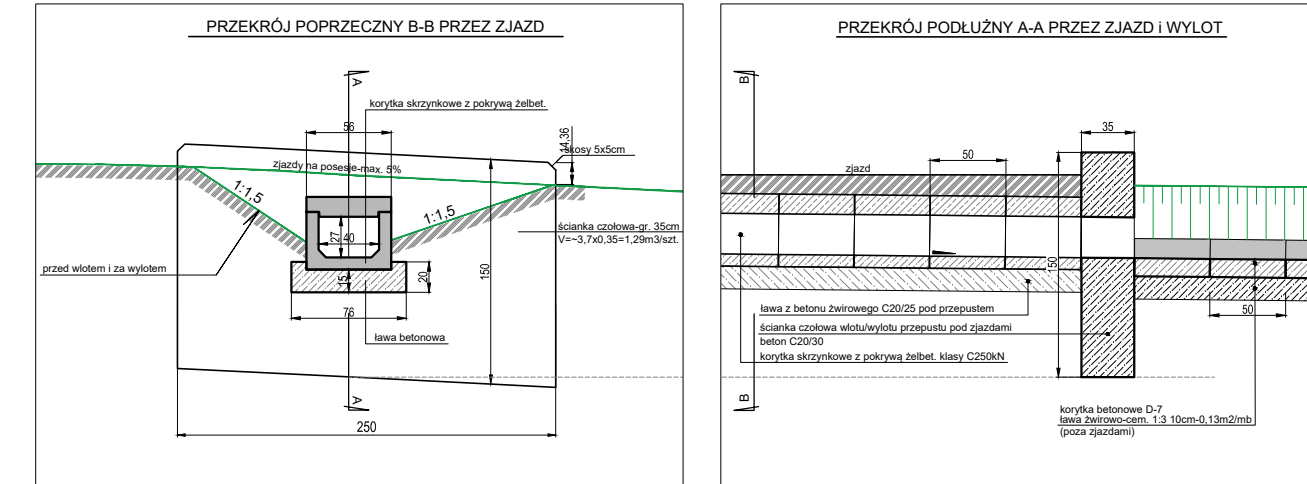 PRZEKRÓJ POPRZECZNY B-B PRZEZ ZJAZD
A
korytka skrzynkowe z pokrywą żelbet.
56
14,36
skosy 5x5cm
zjazdy na posesje-max. 5%
1:1,5
1:1,5
27
40
ścianka czołowa-gr. 35cm
V=~3,7x0,35=1,29m3/szt.
przed wlotem i za wylotem
15
20
150
76
ława betonowa
A
250
PRZEKRÓJ PODŁUŻNY A-A PRZEZ ZJAZD i WYLOT
B
35
50
zjazd
150
50
ława z betonu żwirowego C20/25 pod przepustem
ścianka czołowa wlotu/wylotu przepustu pod zjazdami
beton C20/30
korytka skrzynkowe z pokrywą żelbet. klasy C250kN
B
korytka betonowe D-7
ława żwirowo-cem. 1:3 10cm-0,13m2/mb
(poza zjazdami)